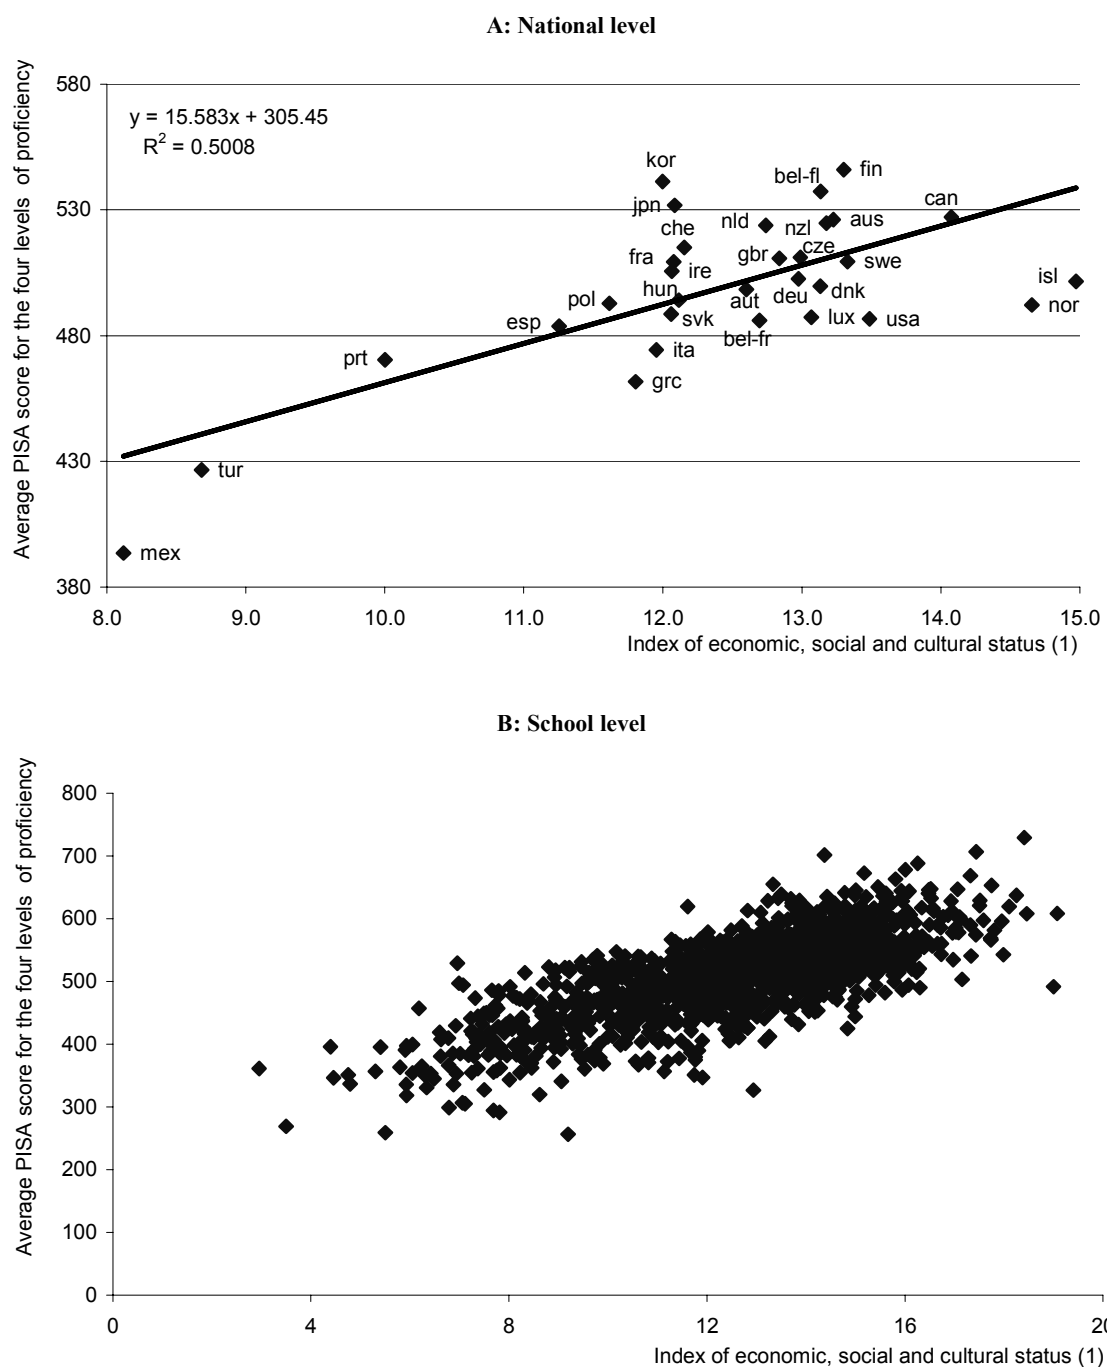 A: National level
Average PISA score for the four levels of proficiency
580
530
480
430
380
y = 15.583x + 305.45
R² = 0.5008
kor
fin
bel-fl
jpn
can
nld
nzl
aus
che
cze
fra
gbr
swe
ire
isl
hun
aut
deu
dnk
nor
pol
svk
lux
usa
esp
bel-fr
ita
prt
grc
tur
mex
8.0 9.0 10.0 11.0 12.0 13.0 14.0 15.0
Index of economic, social and cultural status (1)
B: School level
Average PISA score for the four levels of proficiency
800
700
600
500
400
300
200
100
0
0 4 8 12 16 20
Index of economic, social and cultural status (1)